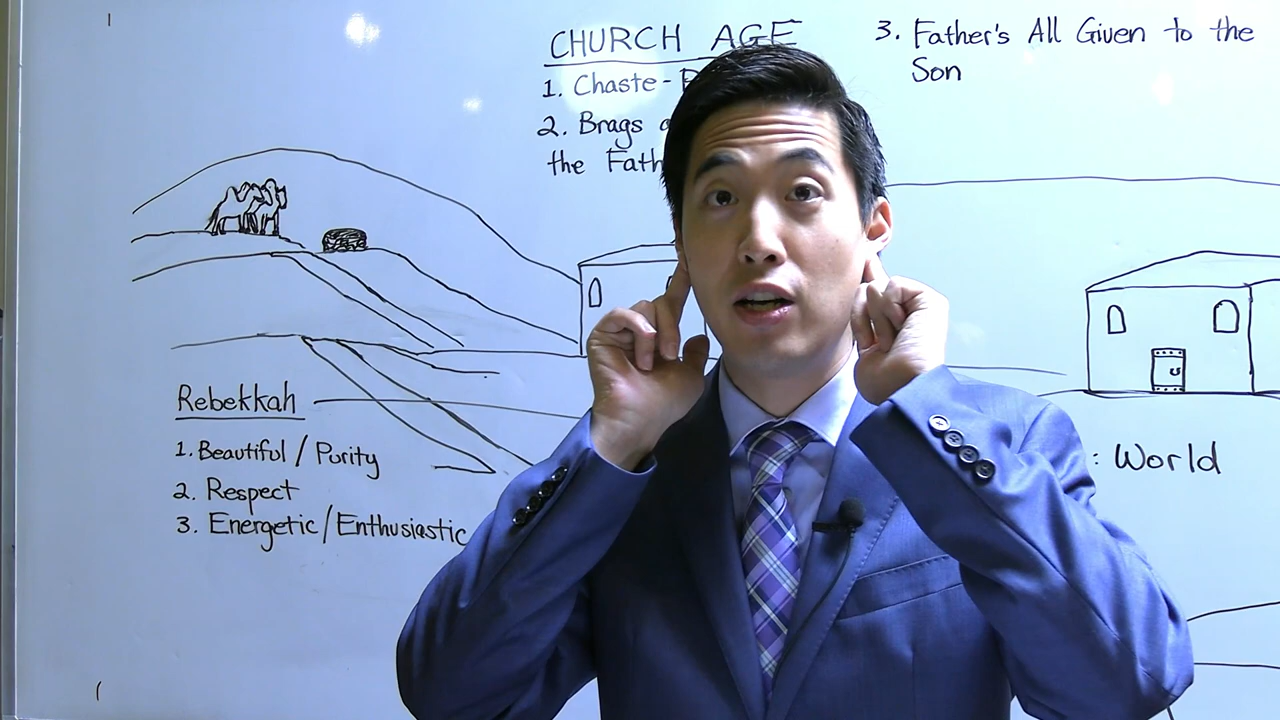 CHURCH AGE
1. Chaste-
2. Brags
the
3. Father's All Given to the
Son
Rebekkah
1. Beautiful / Purity
2. Respect
3. Energetic/Enthusiastic
: World